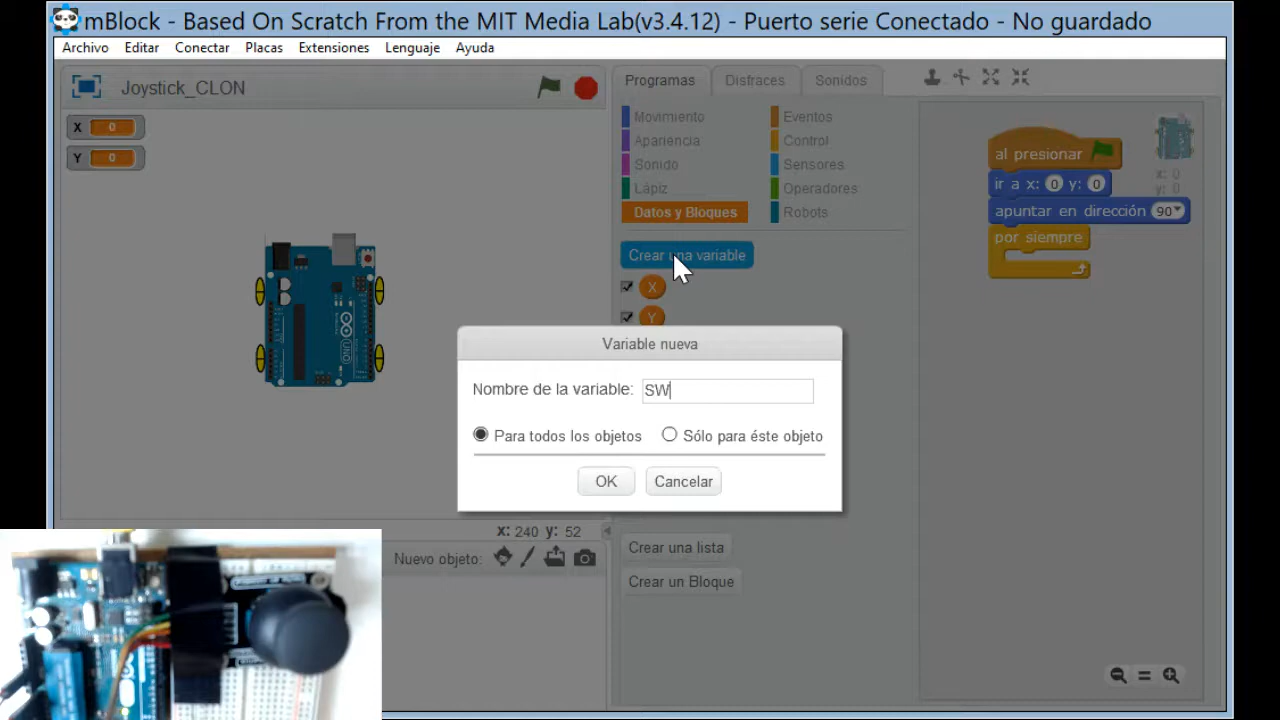 mBlock - Based On Scratch From the MIT Media Lab(v3.4.12) - Puerto serie Conectado - No guardado
Archivo Editar Conectar Placas Extensiones Lenguaje Ayuda
Joystick_CLON
X 0
Y 0
Programas Disfraces Sonidos
Movimiento Eventos
Apariencia Control
Sonido Sensores
Lápiz Operadores
Datos y Bloques Robots
Crear una variable
X
Y
al presionar
ir a x: 0 y: 0
apuntar en dirección 90
por siempre
x: 0
y: 0
Variable nueva
Nombre de la variable: SW
Para todos los objetos Sólo para éste objeto
OK Cancelar
x: 240 y: 52
Nuevo objeto:
Crear una lista
Crear un Bloque